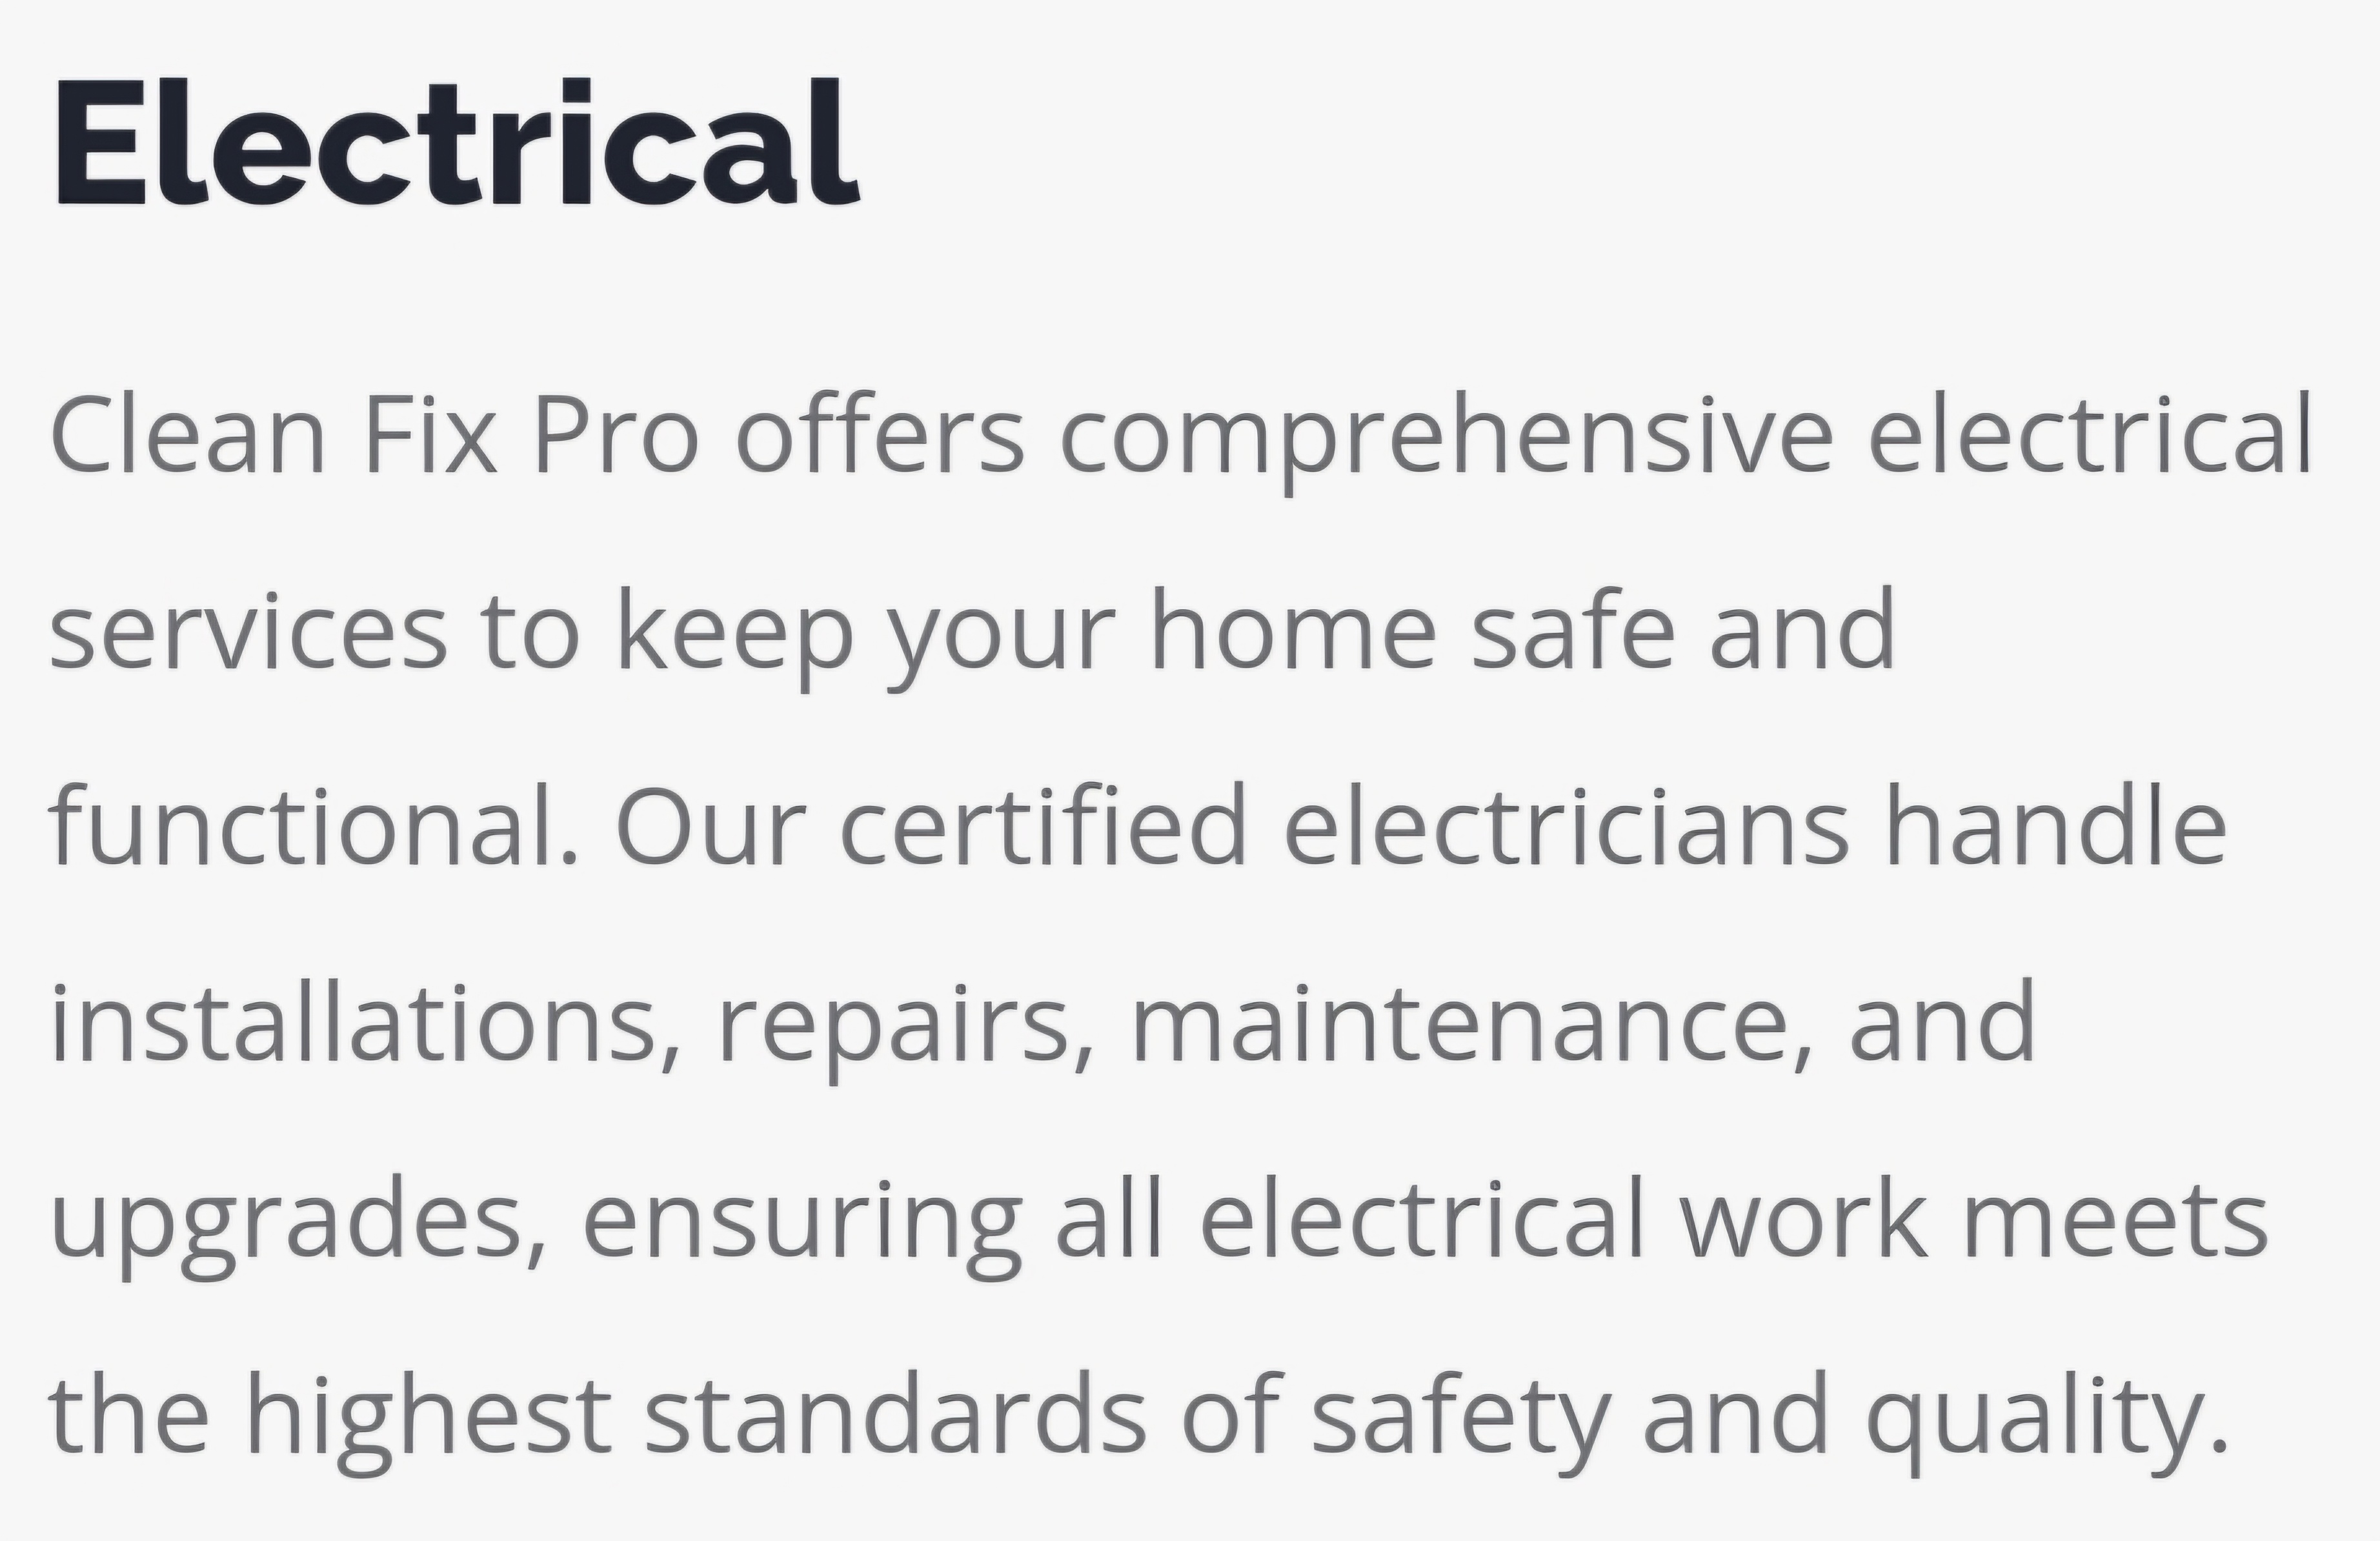 Electrical
Clean Fix Pro offers comprehensive electrical
services to keep your home safe and
functional. Our certified electricians handle
installations, repairs, maintenance, and
upgrades, ensuring all electrical work meets
the highest standards of safety and quality.